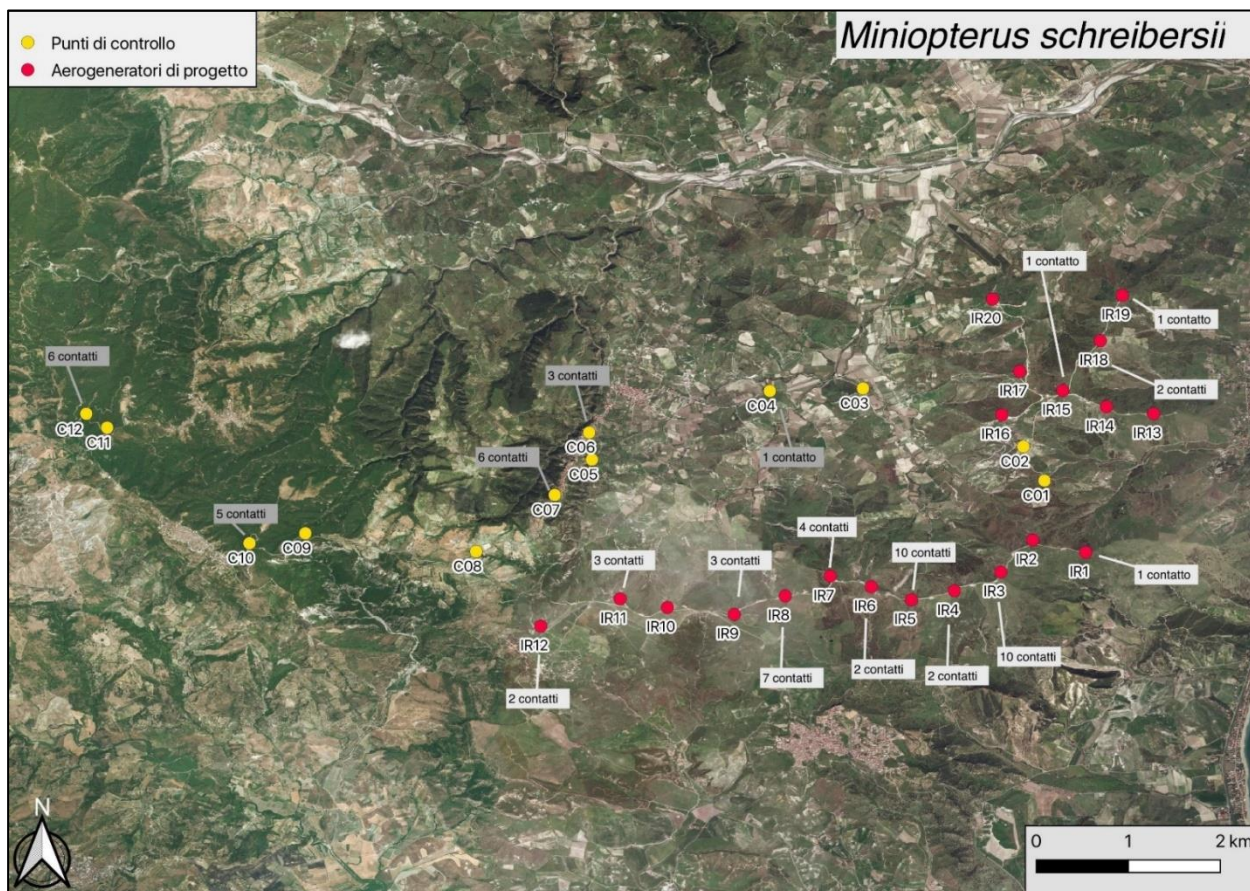 Punti di controllo
Aerogeneratori di progetto
Miniopterus schreibersii
1 contatto
IR20
IR19
1 contatto
IR18
2 contatti
IR17
IR15
IR16
IR14
IR13
6 contatti
3 contatti
C12
C11
C04
C03
C06
C05
1 contatto
C02
C01
6 contatti
C07
5 contatti
C10
C09
C08
4 contatti
10 contatti
3 contatti
3 contatti
IR2
IR1
1 contatto
IR3
IR7
IR6
IR5
IR4
IR8
IR11
IR10
IR9
IR12
10 contatti
2 contatti
2 contatti
7 contatti
2 contatti
N
0 1 2 km